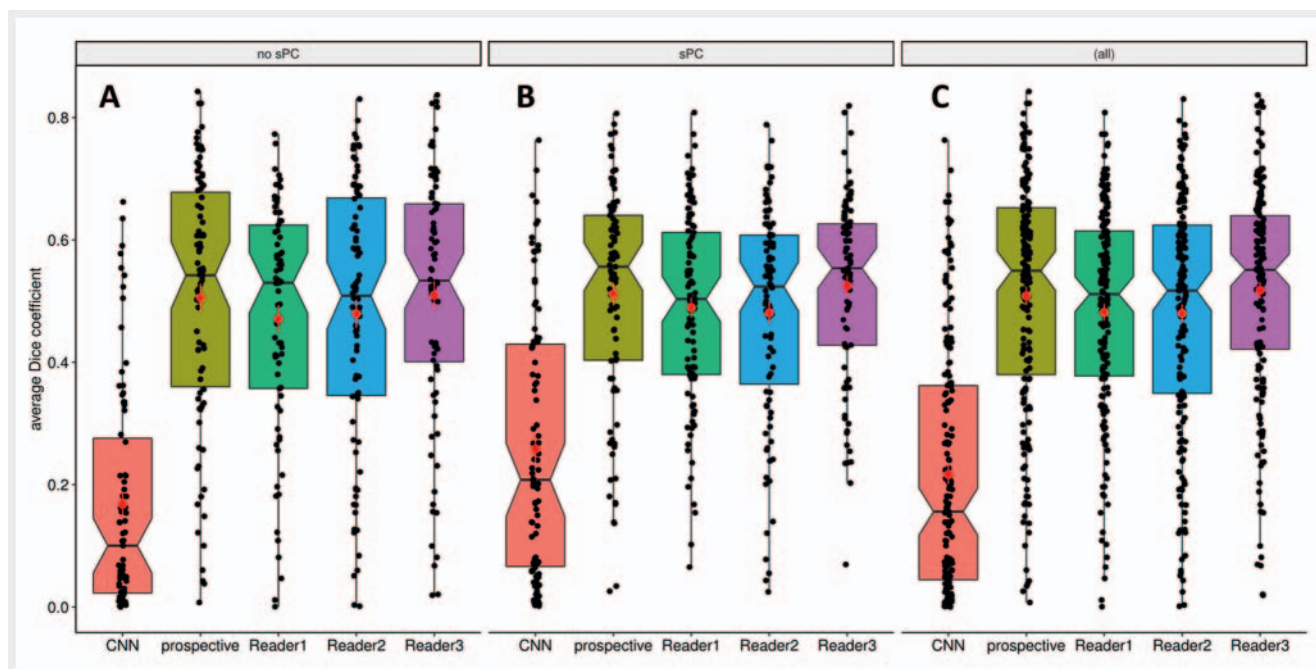 no sPC
sPC
(all)
A
B
C
average Dice coefficient
0.8
0.6
0.4
0.2
0.0
CNN prospective Reader1 Reader2 Reader3
CNN prospective Reader1 Reader2 Reader3
CNN prospective Reader1 Reader2 Reader3